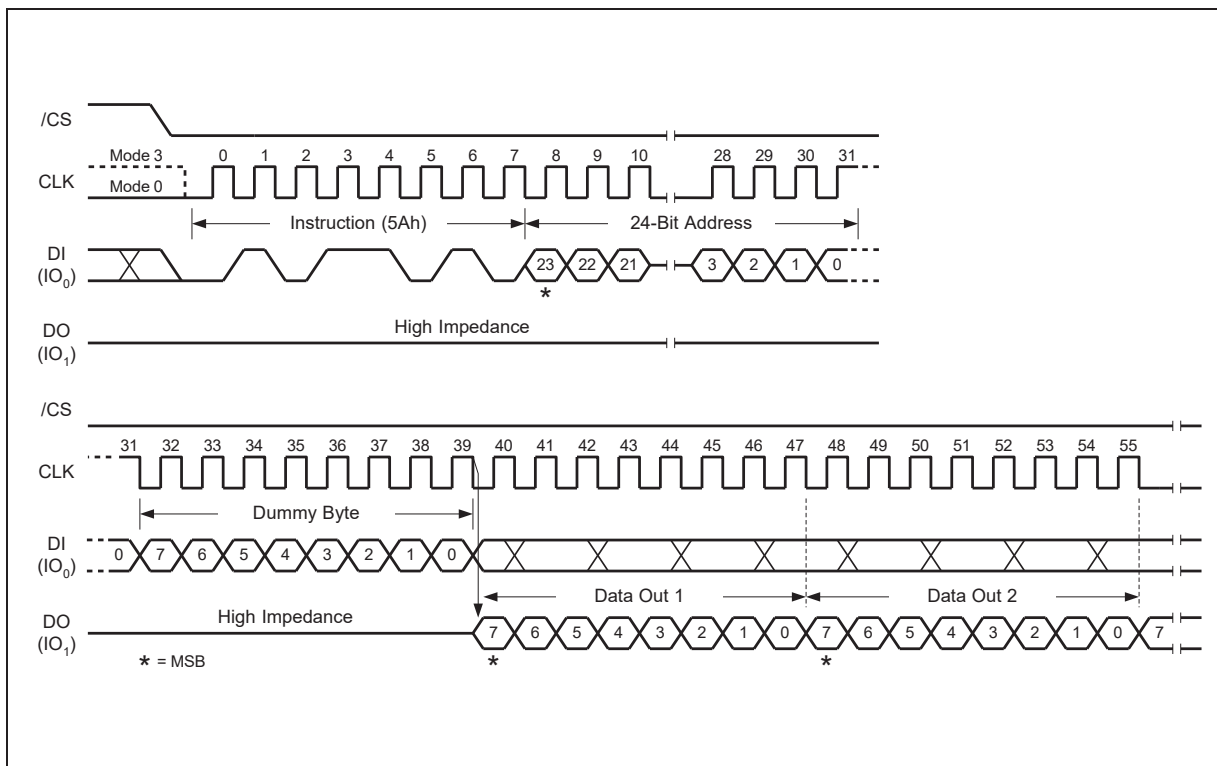 /CS
Mode 3 0 1 2 3 4 5 6 7 8 9 10 28 29 30 31
CLK
Mode 0
Instruction (5Ah) 24-Bit Address
DI
(IO0) 23 22 21 3 2 1 0
*
High Impedance
DO
(IO1)
/CS
31 32 33 34 35 36 37 38 39 40 41 42 43 44 45 46 47 48 49 50 51 52 53 54 55
CLK
Dummy Byte
DI
(IO0) 0 7 6 5 4 3 2 1 0
Data Out 1 Data Out 2
High Impedance
DO
(IO1) 7 6 5 4 3 2 1 0 7 6 5 4 3 2 1 0 7
* = MSB * *